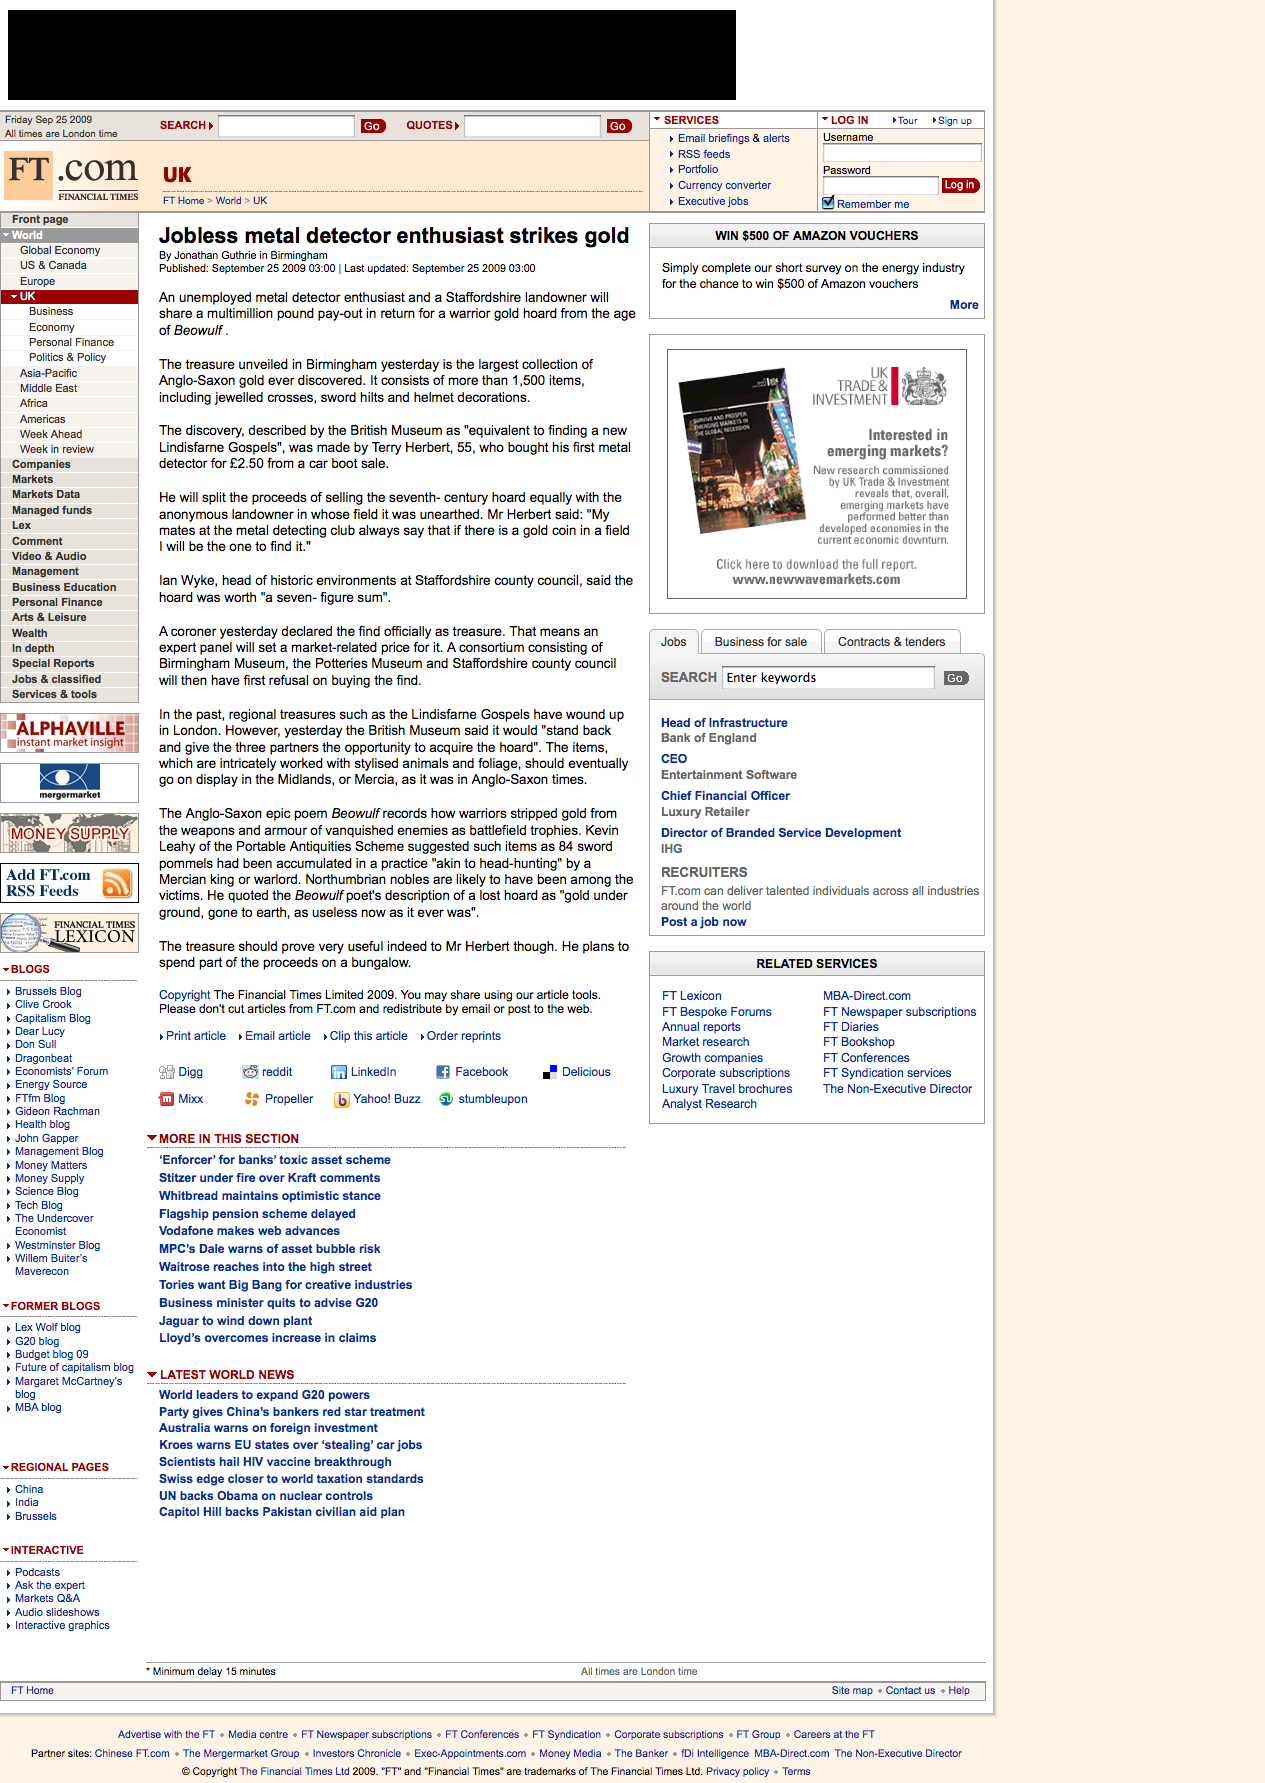 Friday Sep 25 2009
All times are London time
SEARCH
Go
QUOTES
Go
SERVICES
Email briefings & alerts
RSS feeds
Portfolio
Currency converter
Executive jobs
LOG IN
Tour
Sign up
Username
Password
Log in
Remember me
FT.com
FINANCIAL TIMES
UK
FT Home > World > UK
Front page
World
Global Economy
US & Canada
Europe
UK
Business
Economy
Personal Finance
Politics & Policy
Asia-Pacific
Middle East
Africa
Americas
Week Ahead
Week in review
Companies
Markets
Markets Data
Managed funds
Lex
Comment
Video & Audio
Management
Business Education
Personal Finance
Arts & Leisure
Wealth
In depth
Special Reports
Jobs & classified
Services & tools
ALPHAVILLE
instant market insight
mergermarket
MONEY SUPPLY
Add FT.com
RSS Feeds
FINANCIAL TIMES
LEXICON
BLOGS
Brussels Blog
Clive Crook
Capitalism Blog
Dear Lucy
Don Sull
Dragonbeat
Economists' Forum
Energy Source
FTfm Blog
Gideon Rachman
Health blog
John Gapper
Management Blog
Money Matters
Money Supply
Science Blog
Tech Blog
The Undercover
Economist
Westminster Blog
Willem Buiter's
Maverecon
FORMER BLOGS
Lex Wolf blog
G20 blog
Budget blog 09
Future of capitalism blog
Margaret McCartney's
blog
MBA blog
REGIONAL PAGES
China
India
Brussels
INTERACTIVE
Podcasts
Ask the expert
Markets Q&A
Audio slideshows
Interactive graphics
Jobless metal detector enthusiast strikes gold
By Jonathan Guthrie in Birmingham
Published: September 25 2009 03:00 | Last updated: September 25 2009 03:00
An unemployed metal detector enthusiast and a Staffordshire landowner will
share a multimillion pound pay-out in return for a warrior gold hoard from the age
of Beowulf .
The treasure unveiled in Birmingham yesterday is the largest collection of
Anglo-Saxon gold ever discovered. It consists of more than 1,500 items,
including jewelled crosses, sword hilts and helmet decorations.
The discovery, described by the British Museum as "equivalent to finding a new
Lindisfarne Gospels", was made by Terry Herbert, 55, who bought his first metal
detector for £2.50 from a car boot sale.
He will split the proceeds of selling the seventh- century hoard equally with the
anonymous landowner in whose field it was unearthed. Mr Herbert said: "My
mates at the metal detecting club always say that if there is a gold coin in a field
I will be the one to find it."
Ian Wyke, head of historic environments at Staffordshire county council, said the
hoard was worth "a seven- figure sum".
A coroner yesterday declared the find officially as treasure. That means an
expert panel will set a market-related price for it. A consortium consisting of
Birmingham Museum, the Potteries Museum and Staffordshire county council
will then have first refusal on buying the find.
In the past, regional treasures such as the Lindisfarne Gospels have wound up
in London. However, yesterday the British Museum said it would "stand back
and give the three partners the opportunity to acquire the hoard". The items,
which are intricately worked with stylised animals and foliage, should eventually
go on display in the Midlands, or Mercia, as it was in Anglo-Saxon times.
The Anglo-Saxon epic poem Beowulf records how warriors stripped gold from
the weapons and armour of vanquished enemies as battlefield trophies. Kevin
Leahy of the Portable Antiquities Scheme suggested such items as 84 sword
pommels had been accumulated in a practice "akin to head-hunting" by a
Mercian king or warlord. Northumbrian nobles are likely to have been among the
victims. He quoted the Beowulf poet's description of a lost hoard as "gold under
ground, gone to earth, as useless now as it ever was".
The treasure should prove very useful indeed to Mr Herbert though. He plans to
spend part of the proceeds on a bungalow.
Copyright The Financial Times Limited 2009. You may share using our article tools.
Please don't cut articles from FT.com and redistribute by email or post to the web.
Print article Email article Clip this article Order reprints
Digg reddit LinkedIn Facebook Delicious
Mixx Propeller Yahoo! Buzz stumbleupon
MORE IN THIS SECTION
‘Enforcer’ for banks’ toxic asset scheme
Stitzer under fire over Kraft comments
Whitbread maintains optimistic stance
Flagship pension scheme delayed
Vodafone makes web advances
MPC’s Dale warns of asset bubble risk
Waitrose reaches into the high street
Tories want Big Bang for creative industries
Business minister quits to advise G20
Jaguar to wind down plant
Lloyd’s overcomes increase in claims
LATEST WORLD NEWS
World leaders to expand G20 powers
Party gives China’s bankers red star treatment
Australia warns on foreign investment
Kroes warns EU states over ‘stealing’ car jobs
Scientists hail HIV vaccine breakthrough
Swiss edge closer to world taxation standards
UN backs Obama on nuclear controls
Capitol Hill backs Pakistan civilian aid plan
WIN $500 OF AMAZON VOUCHERS
Simply complete our short survey on the energy industry
for the chance to win $500 of Amazon vouchers
More
UK
TRADE &
INVESTMENT
SURVIVE AND PROSPER
EMERGING MARKETS IN
THE GLOBAL RECESSION
Interested in
emerging markets?
New research commissioned
by UK Trade & Investment
reveals that, overall,
emerging markets have
performed better than
developed economies in the
current economic downturn.
Click here to download the full report.
www.newwavemarkets.com
Jobs
Business for sale
Contracts & tenders
SEARCH
Enter keywords
Go
Head of Infrastructure
Bank of England
CEO
Entertainment Software
Chief Financial Officer
Luxury Retailer
Director of Branded Service Development
IHG
RECRUITERS
FT.com can deliver talented individuals across all industries
around the world
Post a job now
RELATED SERVICES
FT Lexicon
FT Bespoke Forums
Annual reports
Market research
Growth companies
Corporate subscriptions
Luxury Travel brochures
Analyst Research
MBA-Direct.com
FT Newspaper subscriptions
FT Diaries
FT Bookshop
FT Conferences
FT Syndication services
The Non-Executive Director
* Minimum delay 15 minutes
All times are London time
FT Home
Site map Contact us Help
Advertise with the FT Media centre FT Newspaper subscriptions FT Conferences FT Syndication Corporate subscriptions FT Group Careers at the FT
Partner sites: Chinese FT.com The Mergermarket Group Investors Chronicle Exec-Appointments.com Money Media The Banker fDi Intelligence MBA-Direct.com The Non-Executive Director
© Copyright The Financial Times Ltd 2009. "FT" and "Financial Times" are trademarks of The Financial Times Ltd. Privacy policy Terms